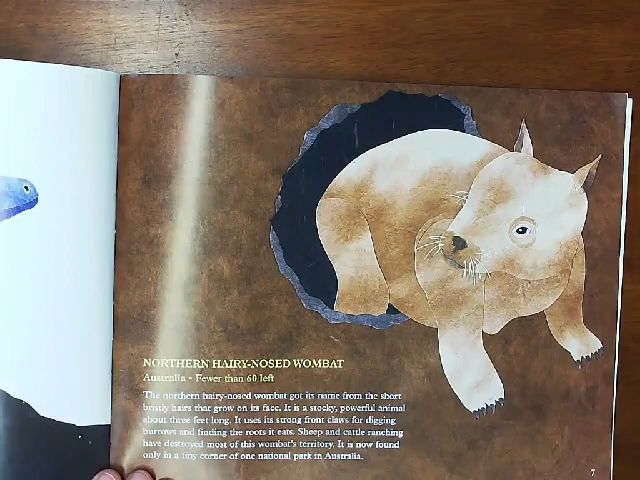 NORTHERN HAIRY-NOSED WOMBAT
Australia • Fewer than 60 left
The northern hairy-nosed wombat got its name from the short
bristly hairs that grow on its face. It is a stocky, powerful animal
about three feet long. It uses its strong front claws for digging
burrows and finding the roots it eats. Sheep and cattle ranching
have destroyed most of this wombat's territory. It is now found
only in a tiny corner of one national park in Australia.
7